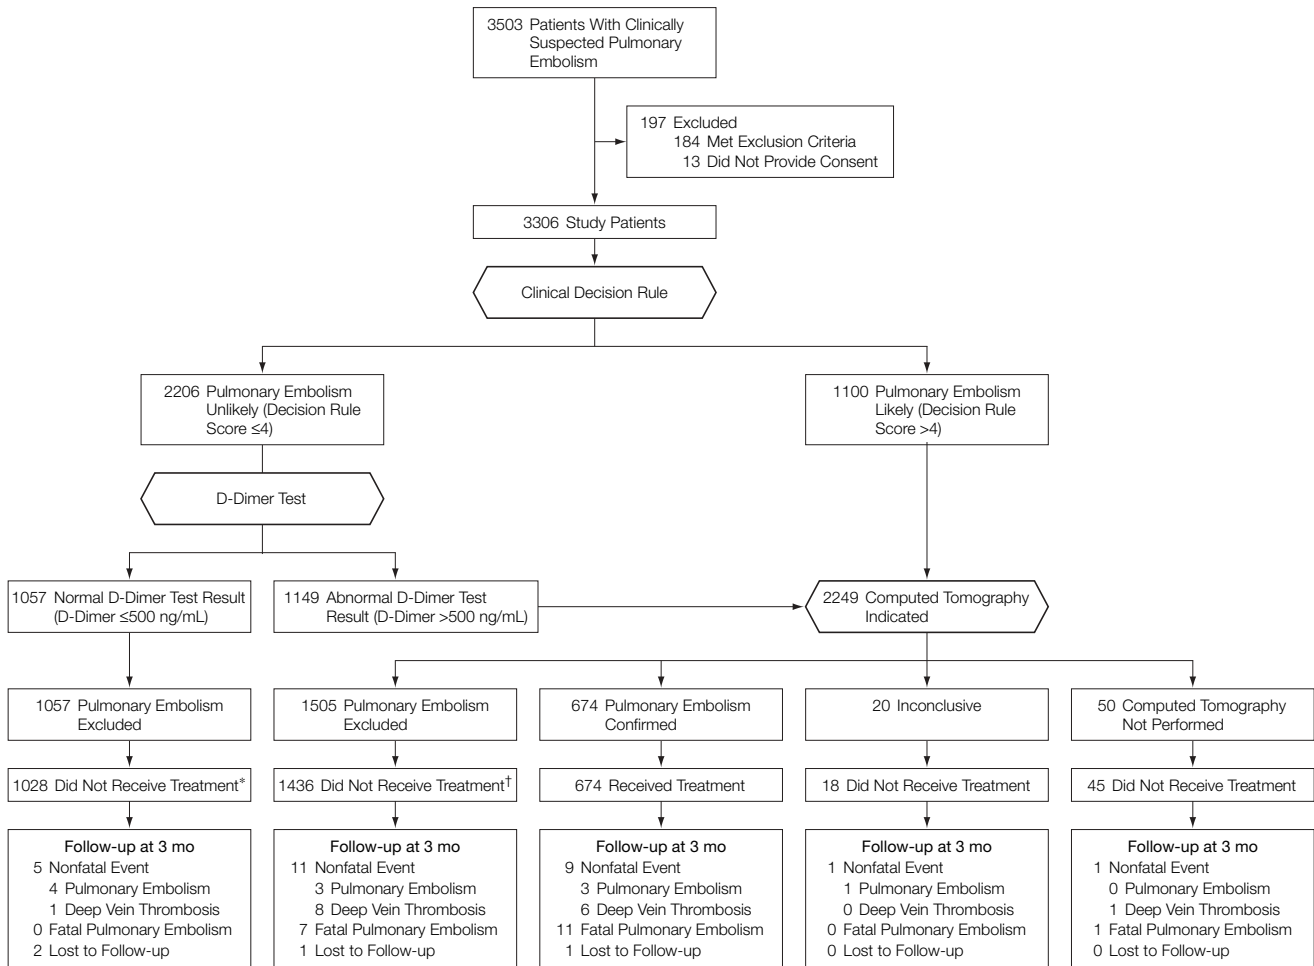 3503 Patients With Clinically
Suspected Pulmonary
Embolism
197 Excluded
184 Met Exclusion Criteria
13 Did Not Provide Consent
3306 Study Patients
Clinical Decision Rule
2206 Pulmonary Embolism
Unlikely (Decision Rule
Score ≤4)
1100 Pulmonary Embolism
Likely (Decision Rule
Score >4)
D-Dimer Test
1057 Normal D-Dimer Test Result
(D-Dimer ≤500 ng/mL)
1149 Abnormal D-Dimer Test
Result (D-Dimer >500 ng/mL)
2249 Computed Tomography
Indicated
1057 Pulmonary Embolism
Excluded
1505 Pulmonary Embolism
Excluded
674 Pulmonary Embolism
Confirmed
20 Inconclusive
50 Computed Tomography
Not Performed
1028 Did Not Receive Treatment*
1436 Did Not Receive Treatment†
674 Received Treatment
18 Did Not Receive Treatment
45 Did Not Receive Treatment
Follow-up at 3 mo
5 Nonfatal Event
4 Pulmonary Embolism
1 Deep Vein Thrombosis
0 Fatal Pulmonary Embolism
2 Lost to Follow-up
Follow-up at 3 mo
11 Nonfatal Event
3 Pulmonary Embolism
8 Deep Vein Thrombosis
7 Fatal Pulmonary Embolism
1 Lost to Follow-up
Follow-up at 3 mo
9 Nonfatal Event
3 Pulmonary Embolism
6 Deep Vein Thrombosis
11 Fatal Pulmonary Embolism
1 Lost to Follow-up
Follow-up at 3 mo
1 Nonfatal Event
1 Pulmonary Embolism
0 Deep Vein Thrombosis
0 Fatal Pulmonary Embolism
0 Lost to Follow-up
Follow-up at 3 mo
1 Nonfatal Event
0 Pulmonary Embolism
1 Deep Vein Thrombosis
1 Fatal Pulmonary Embolism
0 Lost to Follow-up